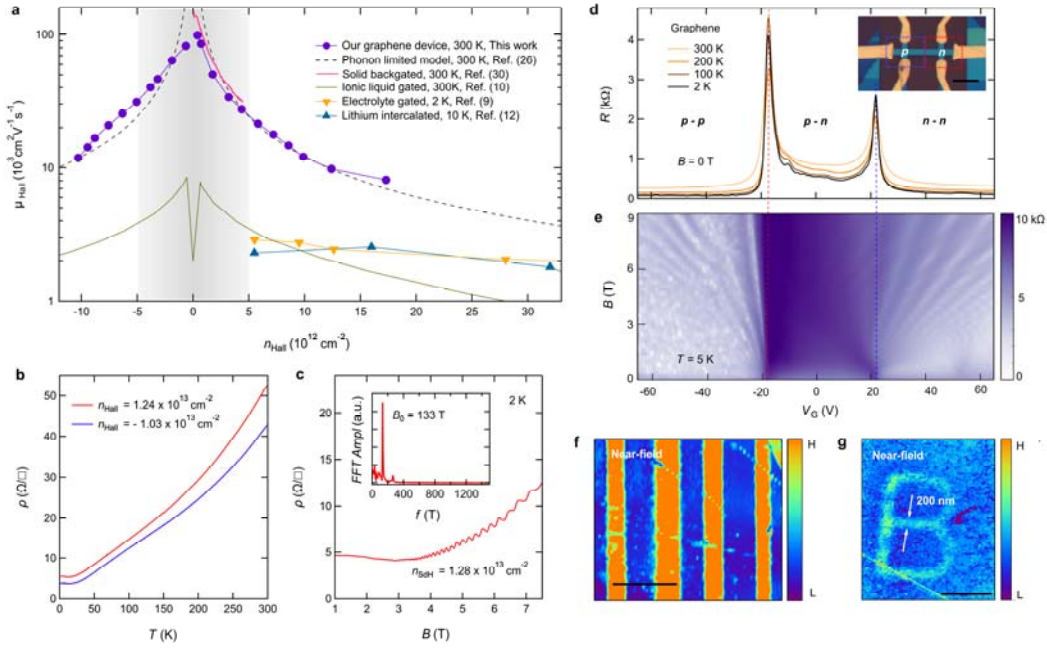 a
100
10
1
μHall (10³ cm²V⁻¹s⁻¹)
Our graphene device, 300 K, This work
Phonon limited model, 300 K, Ref. (26)
Solid backgated, 300 K, Ref. (30)
Ionic liquid gated, 300K, Ref. (10)
Electrolyte gated, 2 K, Ref. (9)
Lithium intercalated, 10 K, Ref. (12)
-10 -5 0 5 10 15 20 25 30
nHall (10¹² cm⁻²)
b
50
40
30
20
10
0
ρ (Ω/□)
nHall = 1.24 x 10¹³ cm⁻²
nHall = - 1.03 x 10¹³ cm⁻²
0 50 100 150 200 250 300
T (K)
c
20
15
10
5
0
ρ (Ω/□)
2 K
B₀ = 133 T
FFT Ampl (a.u.)
0 400 800 1200
f (T)
nSdH = 1.28 x 10¹³ cm⁻²
1 2 3 4 5 6 7
B (T)
d
4
3
2
1
0
R (kΩ)
Graphene
300 K
200 K
100 K
2 K
p n
p - p
p - n
n - n
B = 0 T
e
9
6
3
0
B (T)
T = 5 K
10 kΩ
5
0
-60 -40 -20 0 20 40 60
VG (V)
f
Near-field
H
L
g
Near-field
200 nm
H
L